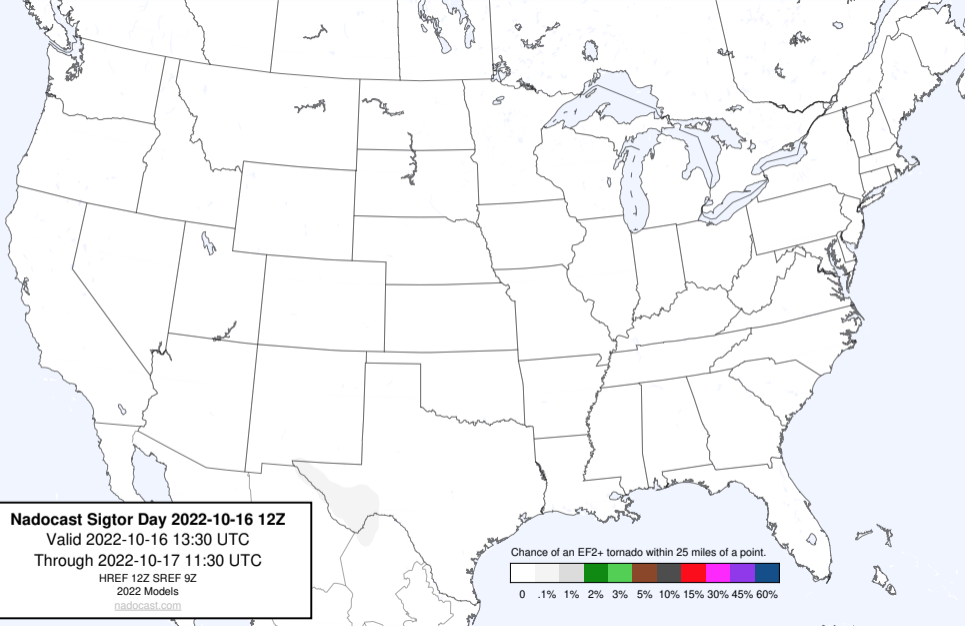 Nadocast Sigtor Day 2022-10-16 12Z
Valid 2022-10-16 13:30 UTC
Through 2022-10-17 11:30 UTC
HREF 12Z SREF 9Z
2022 Models
nadocast.com
Chance of an EF2+ tornado within 25 miles of a point.
0 .1% 1% 2% 3% 5% 10% 15% 30% 45% 60%